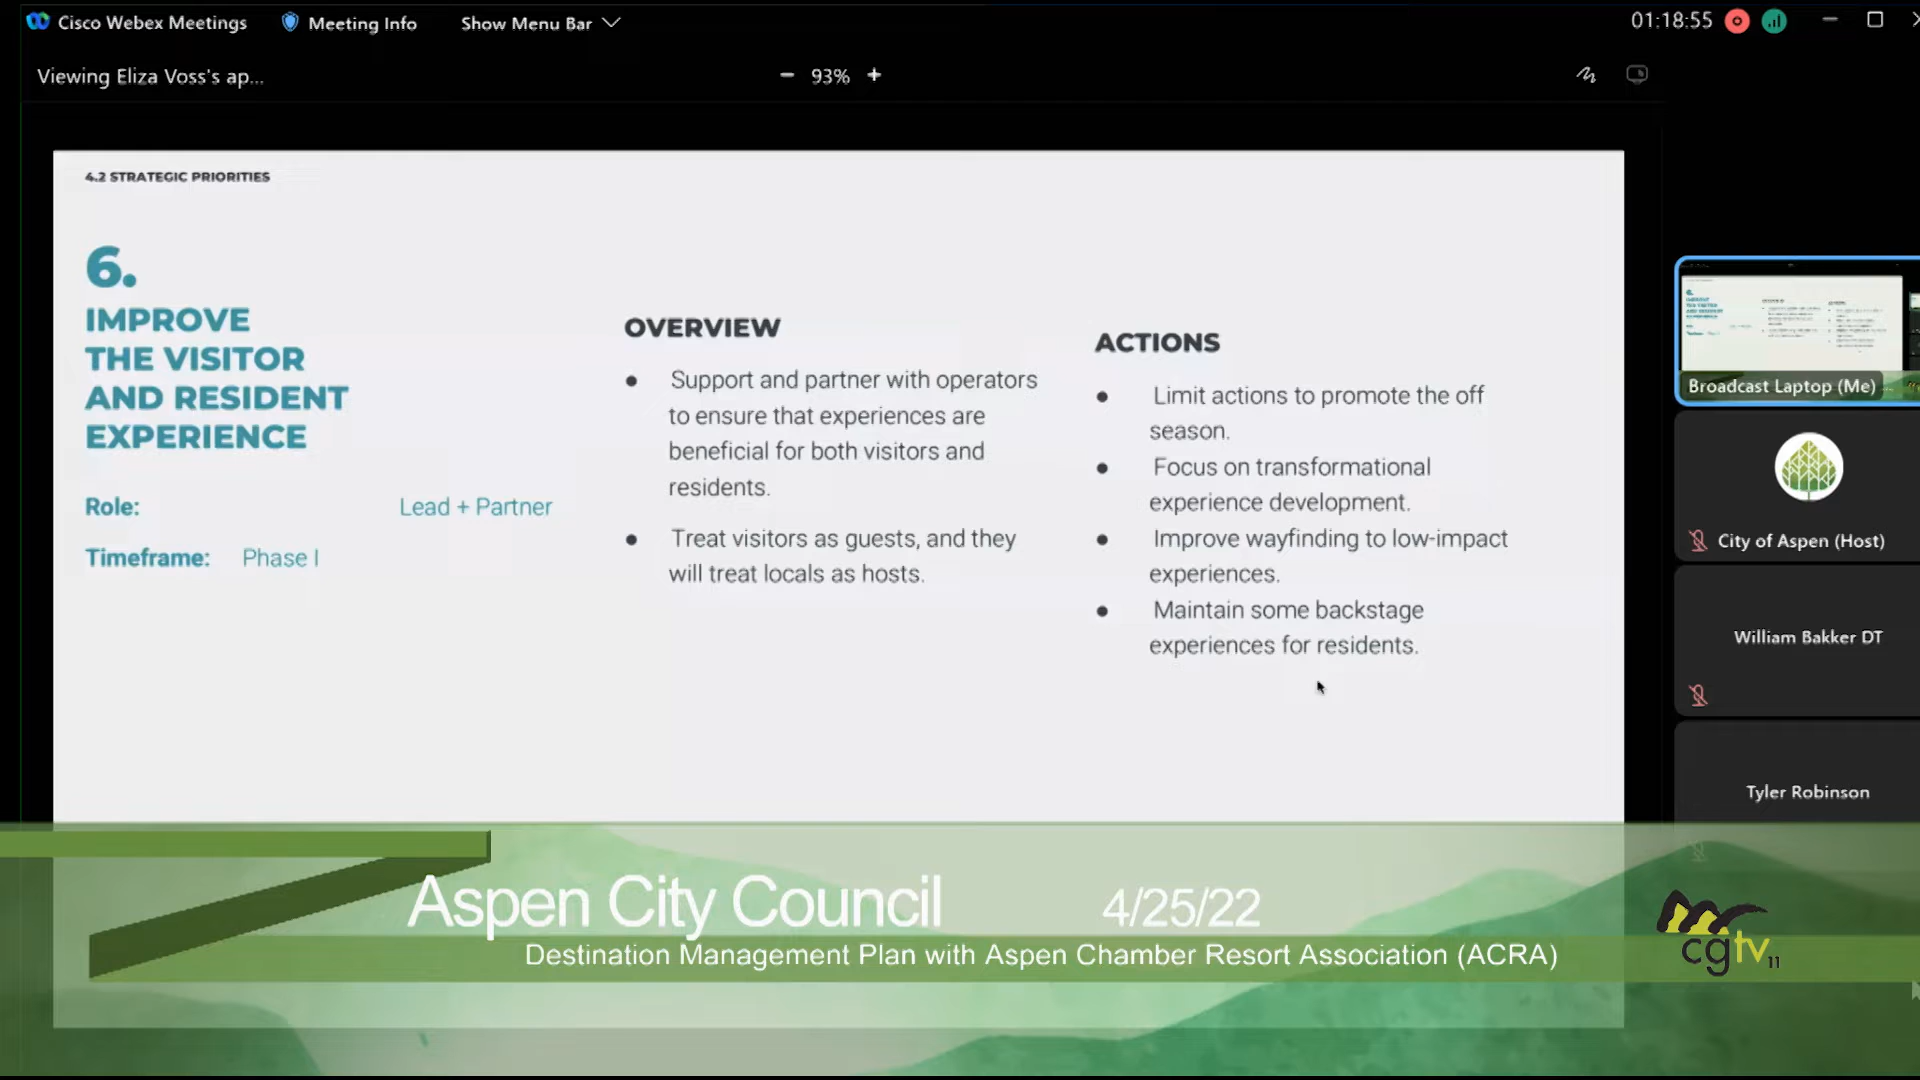 Cisco Webex Meetings
Meeting Info
Show Menu Bar
01:18:55
Viewing Eliza Voss's ap...
93%
4.2 STRATEGIC PRIORITIES
6.
IMPROVE
THE VISITOR
AND RESIDENT
EXPERIENCE
Role: Lead + Partner
Timeframe: Phase I
OVERVIEW
● Support and partner with operators
to ensure that experiences are
beneficial for both visitors and
residents.
● Treat visitors as guests, and they
will treat locals as hosts.
ACTIONS
● Limit actions to promote the off
season.
● Focus on transformational
experience development.
● Improve wayfinding to low-impact
experiences.
● Maintain some backstage
experiences for residents.
Broadcast Laptop (Me) ...
City of Aspen (Host)
William Bakker DT
Tyler Robinson
Aspen City Council 4/25/22
Destination Management Plan with Aspen Chamber Resort Association (ACRA)
cgtv11